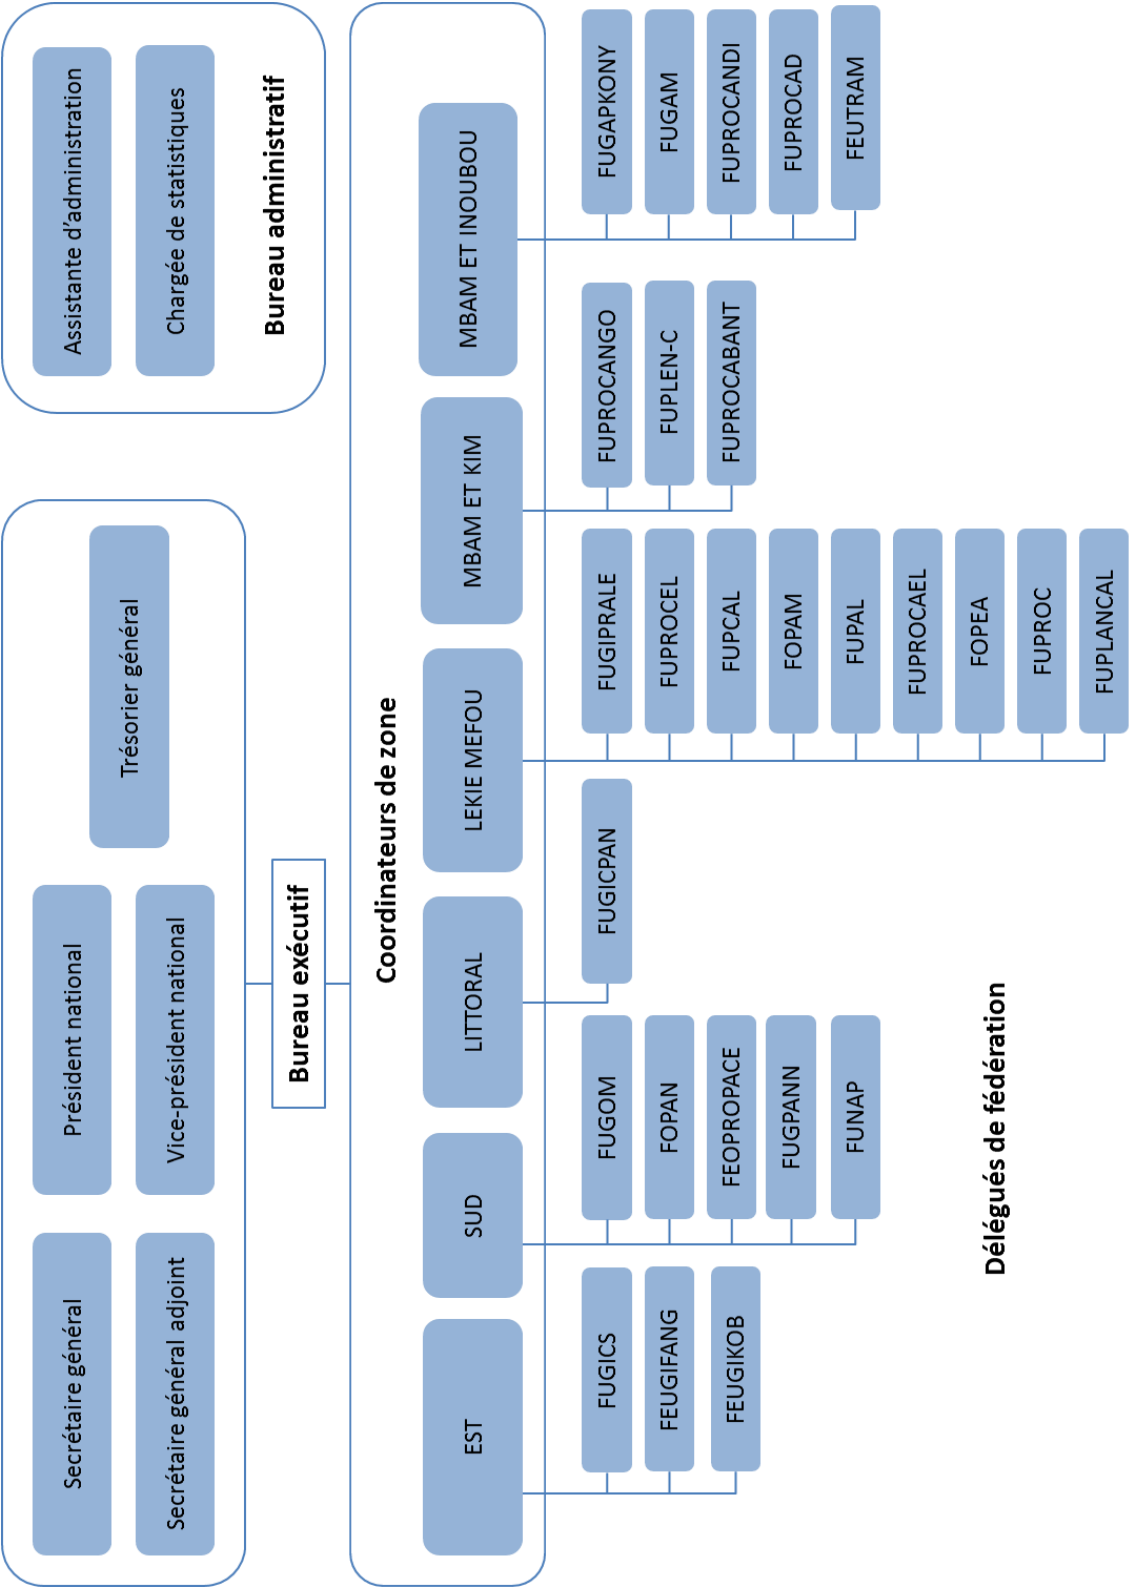 Secrétaire général
Président national
Trésorier général
Secrétaire général adjoint
Vice-président national
Bureau exécutif
Assistante d'administration
Chargée de statistiques
Bureau administratif
Coordinateurs de zone
EST
SUD
LITTORAL
LEKIE MEFOU
MBAM ET KIM
MBAM ET INOUBOU
FUGICS
FEUGIFANG
FEUGIKOB
FUGOM
FOPAN
FEOPROPACE
FUGPANN
FUNAP
FUGICPAN
FUGIPRALE
FUPROCEL
FUPCAL
FOPAM
FUPAL
FUPROCAEL
FOPEA
FUPROC
FUPLANCAL
FUPROCANGO
FUPLEN-C
FUPROCABANT
FUGAPKONY
FUGAM
FUPROCANDI
FUPROCAD
FEUTRAM
Délégués de fédération